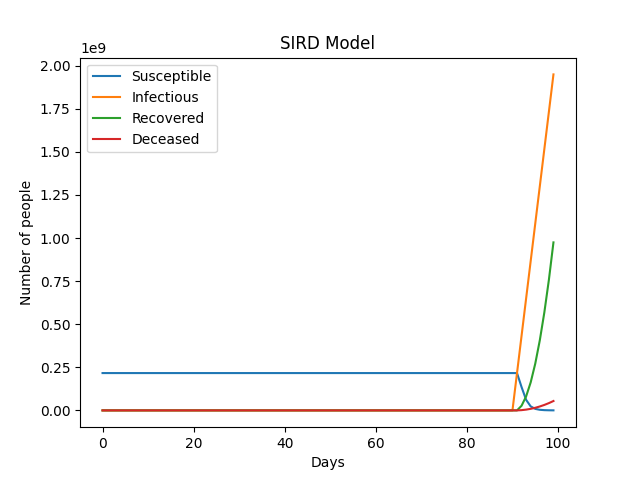 SIRD Model
1e9
2.00
1.75
1.50
1.25
1.00
0.75
0.50
0.25
0.00
Number of people
Susceptible
Infectious
Recovered
Deceased
0 20 40 60 80 100
Days